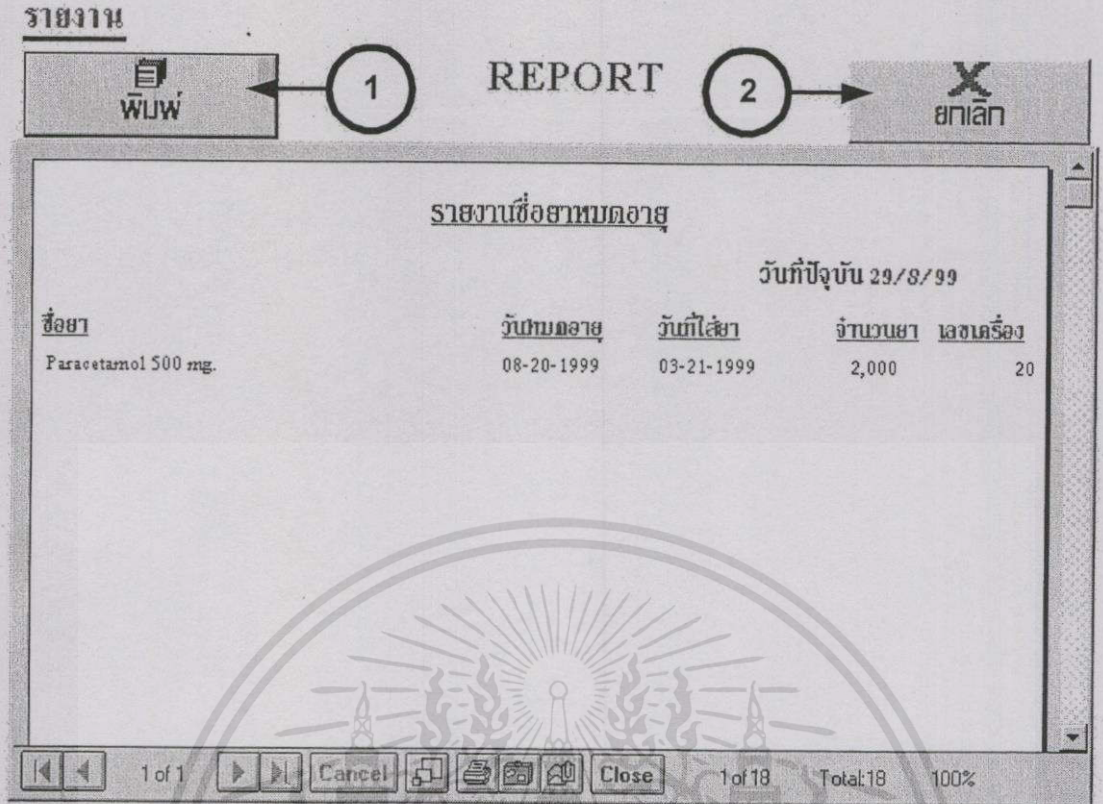 รายงาน
พิมพ์ 1 REPORT 2 ยกเลิก
รายงานชื่อยาหมดอายุ
วันที่ปัจจุบัน 29/8/99
ชื่อยา วันหมดอายุ วันที่ใส่ยา จำนวนยา เลขเครื่อง
Paracetamol 500 mg. 08-20-1999 03-21-1999 2,000 20
1 of 1 Cancel Close 1 of 18 Total:18 100%